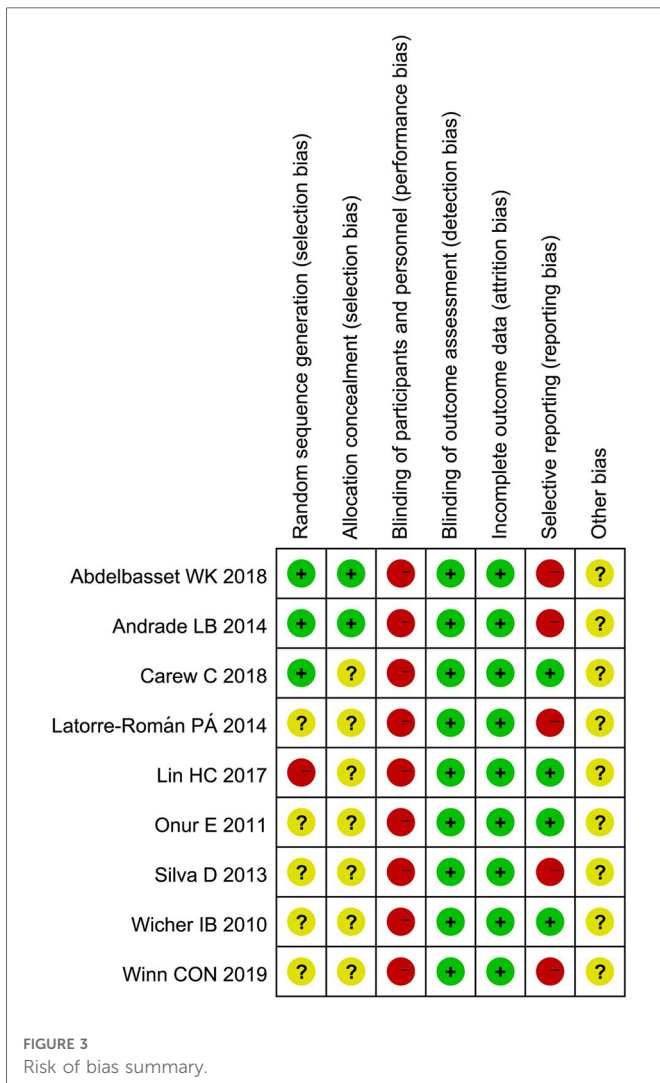 Random sequence generation (selection bias)
Allocation concealment (selection bias)
Blinding of participants and personnel (performance bias)
Blinding of outcome assessment (detection bias)
Incomplete outcome data (attrition bias)
Selective reporting (reporting bias)
Other bias
Abdelbasset WK 2018 + + - + + - ?
Andrade LB 2014 + + - + + - ?
Carew C 2018 + ? - + + + ?
Latorre-Román PÁ 2014 ? ? - + + - ?
Lin HC 2017 - ? - + + + ?
Onur E 2011 ? ? - + + + ?
Silva D 2013 ? ? - + + - ?
Wicher IB 2010 ? ? - + + + ?
Winn CON 2019 ? ? - + + - ?
FIGURE 3
Risk of bias summary.